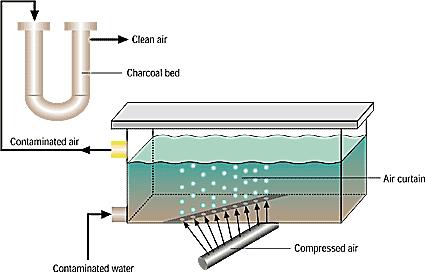 Clean air
Charcoal bed
Contaminated air
Air curtain
Compressed air
Contaminated water